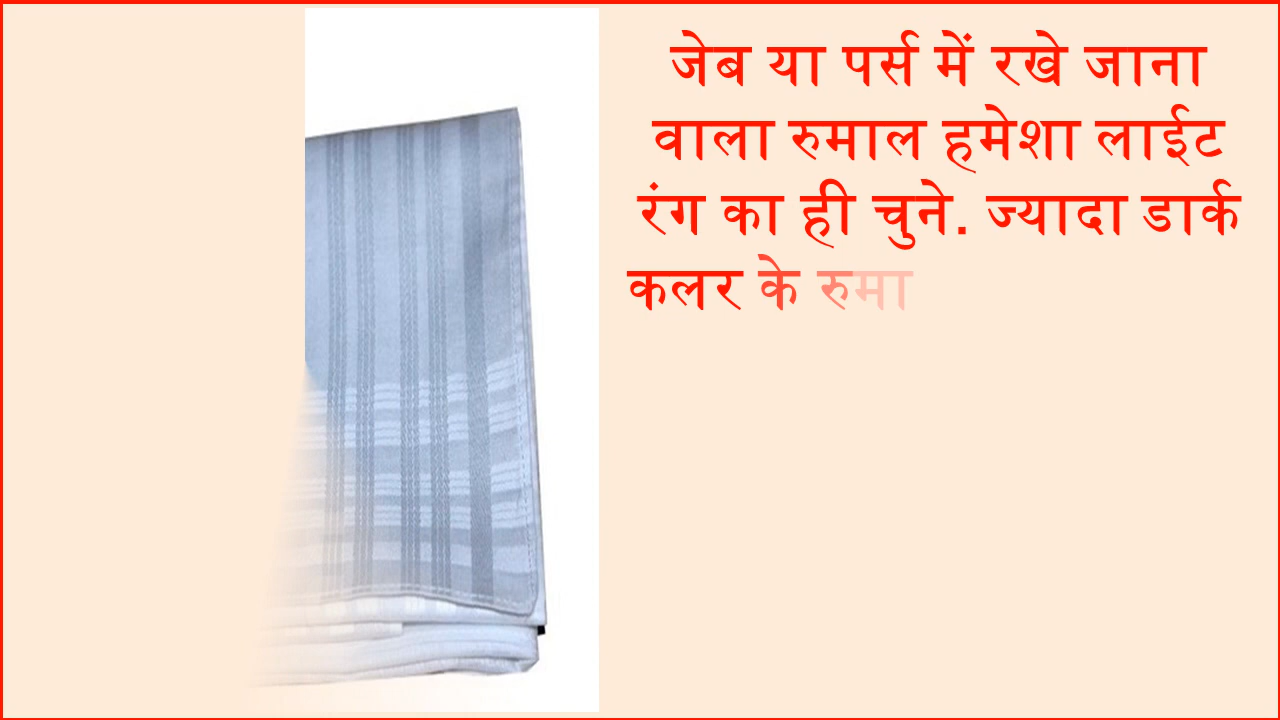 जेब या पर्स में रखे जाना
वाला रुमाल हमेशा लाईट
रंग का ही चुने. ज्यादा डार्क
कलर के रुमा